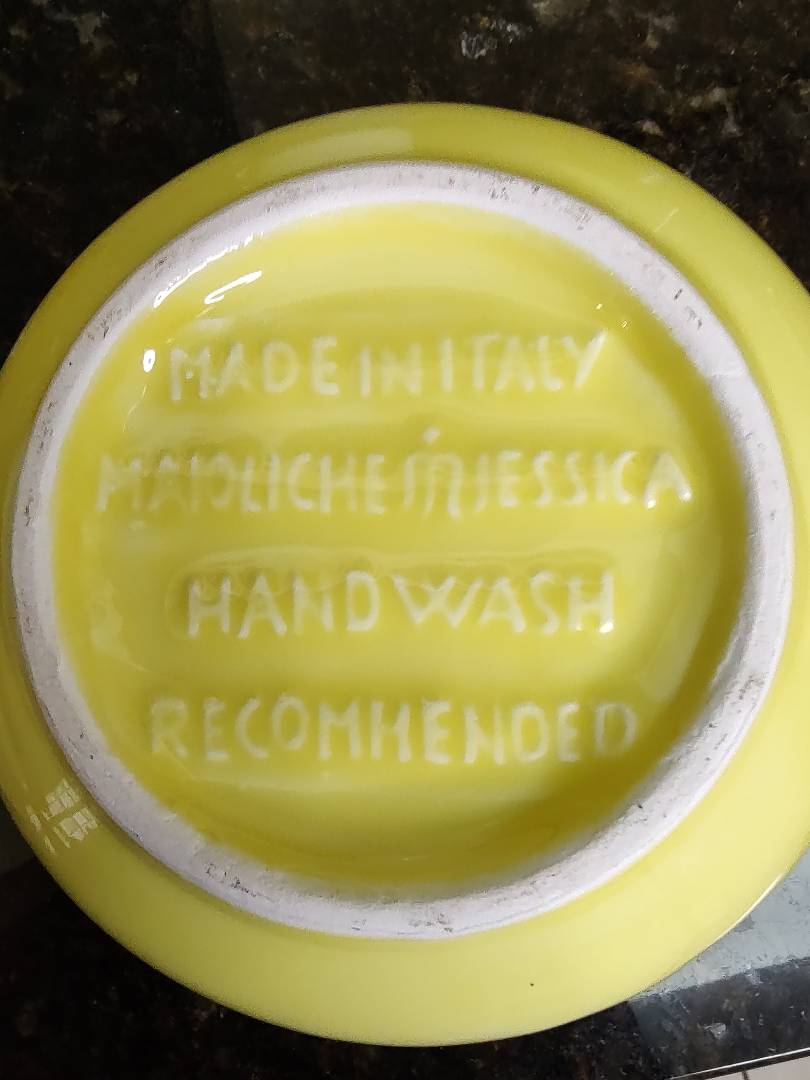 MADE IN ITALY
MAIOLICHE JESSICA
HAND WASH
RECOMMENDED